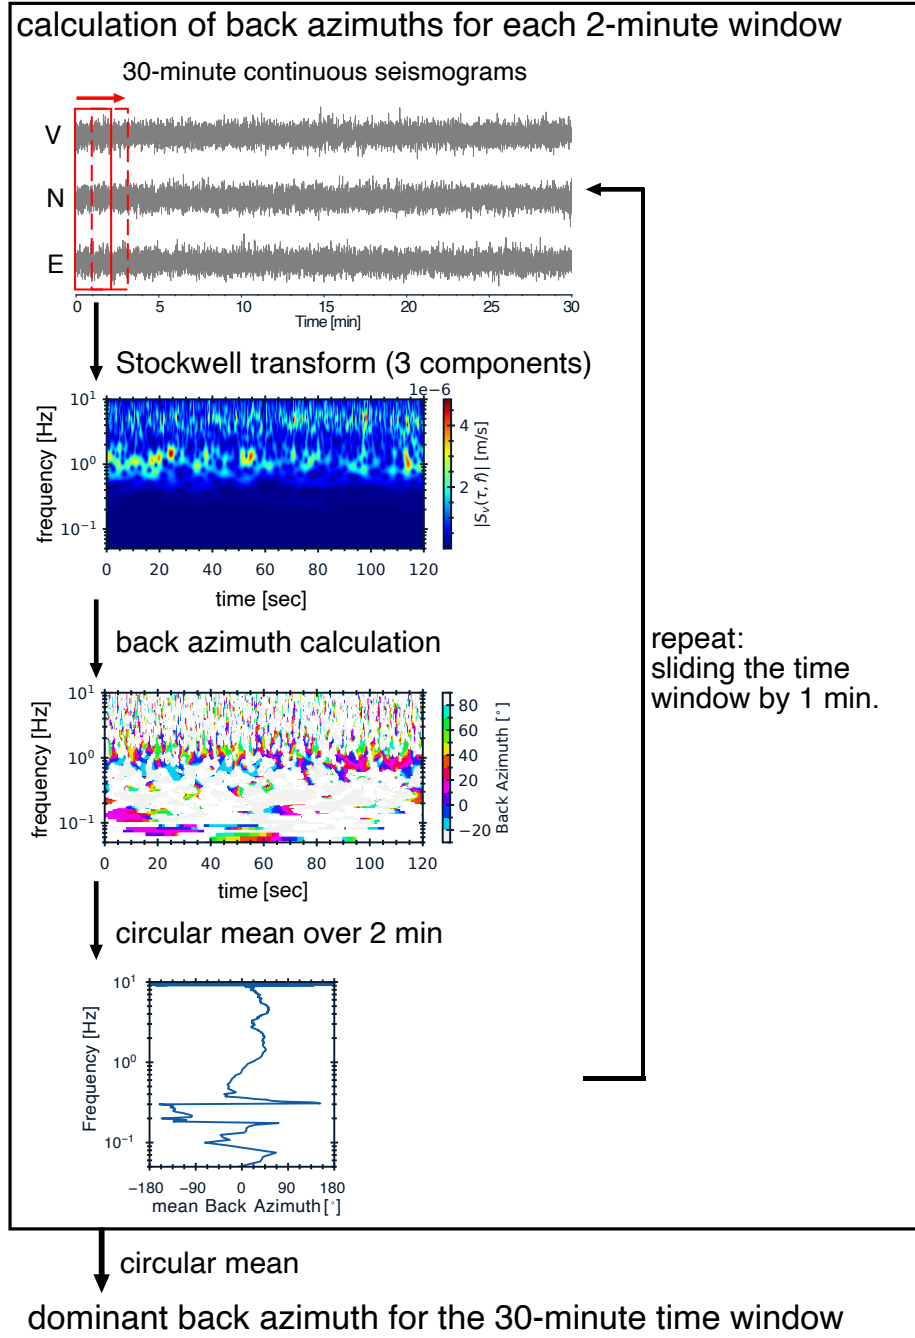 calculation of back azimuths for each 2-minute window
30-minute continuous seismograms
V
N
E
0 5 10 15 20 25 30
Time [min]
Stockwell transform (3 components)
1e−6
10¹
10⁰
10⁻¹
frequency [Hz]
0 20 40 60 80 100 120
time [sec]
4
2
|Sᵥ(τ, f)| [m/s]
back azimuth calculation
10¹
10⁰
10⁻¹
frequency [Hz]
0 20 40 60 80 100 120
time [sec]
80
60
40
20
0
−20
Back Azimuth [°]
repeat:
sliding the time
window by 1 min.
circular mean over 2 min
10¹
10⁰
10⁻¹
Frequency [Hz]
−180 −90 0 90 180
mean Back Azimuth[°]
circular mean
dominant back azimuth for the 30-minute time window